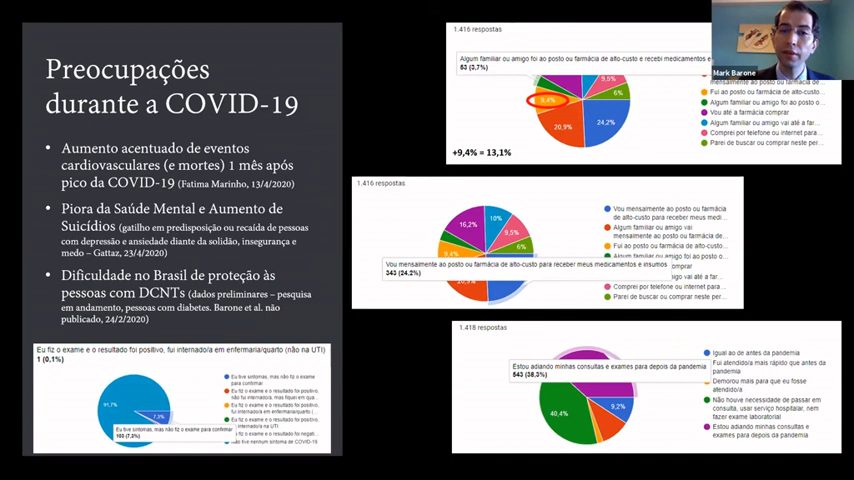 Preocupações
durante a COVID-19
• Aumento acentuado de eventos
cardiovasculares (e mortes) 1 mês após
pico da COVID-19 (Fatima Marinho, 13/4/2020)
• Piora da Saúde Mental e Aumento de
Suicídios (gatilho em predisposição ou recaída de pessoas
com depressão e ansiedade diante da solidão, insegurança e
medo – Gattaz, 23/4/2020)
• Dificuldade no Brasil de proteção às
pessoas com DCNTs (dados preliminares – pesquisa
em andamento, pessoas com diabetes. Barone et al. não
publicado, 24/2/2020)
Eu fiz o exame e o resultado foi positivo, fui internado/a em enfermaria/quarto (não na UTI)
1 (0,1%)
91,7%
7,3%
Eu tive sintomas, mas não fiz o exame para confirmar
103 (7,3%)
Eu tive sintomas, mas não fiz o exame
para confirmar
Eu fiz o exame e o resultado foi positivo,
não fui internado/a, mas fiquei em qua...
Eu fiz o exame e o resultado foi positivo,
fui internado/a em enfermaria/quarto (...
Eu fiz o exame e o resultado foi positivo,
fui internado/a na UTI
Eu fiz o exame e o resultado foi negati...
Não tive nenhum sintoma de COVID-19
1.416 respostas
Algum familiar ou amigo foi ao posto ou farmácia de alto-custo e recebi medicamentos e
53 (3,7%)
9,5%
6%
9,4%
20,9%
24,2%
+9,4% = 13,1%
mensalmente ao posto ou farmácia de...
Fui ao posto ou farmácia de alto-custo...
Algum familiar ou amigo foi ao posto o...
Vou até a farmácia comprar
Algum familiar ou amigo vai até a far...
Comprei por telefone ou internet para...
Parei de buscar ou comprar neste per...
Mark Barone
1.416 respostas
16,2%
10%
9,5%
6%
9,4%
20,9%
Vou mensalmente ao posto ou farmácia de alto-custo para receber meus medicamentos e insumos
343 (24,2%)
Vou mensalmente ao posto ou farmácia
de alto-custo para receber meus medi...
Algum familiar ou amigo vai
mensalmente ao posto ou farmácia de...
Fui ao posto ou farmácia de alto-custo...
Algum familiar ou amigo foi ao posto o...
comprar
igo vai até a far...
Comprei por telefone ou internet para...
Parei de buscar ou comprar neste per...
1.418 respostas
Estou adiando minhas consultas e exames para depois da pandemia
543 (38,3%)
40,4%
9,2%
Igual ao de antes da pandemia
Fui atendido/a mais rápido que antes da
pandemia
Demorou mais para que eu fosse
atendido/a
Não houve necessidade de passar em
consulta, usar serviço hospitalar, nem
fazer exame laboratorial
Estou adiando minhas consultas e
exames para depois da pandemia